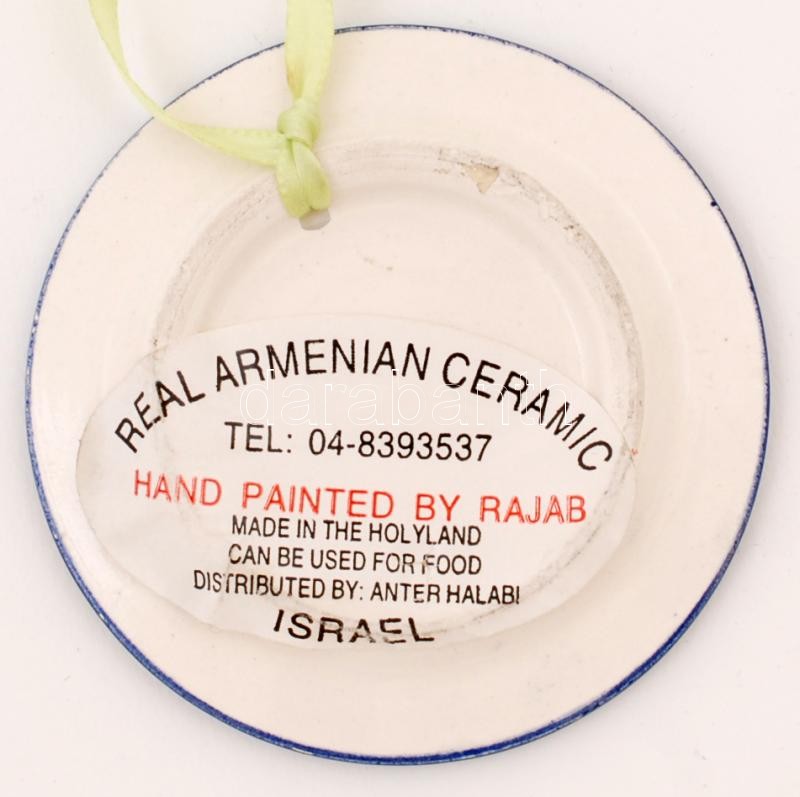 REAL ARMENIAN CERAMIC
TEL: 04-8393537
HAND PAINTED BY RAJAB
MADE IN THE HOLYLAND
CAN BE USED FOR FOOD
DISTRIBUTED BY: ANTER HALABI
ISRAEL